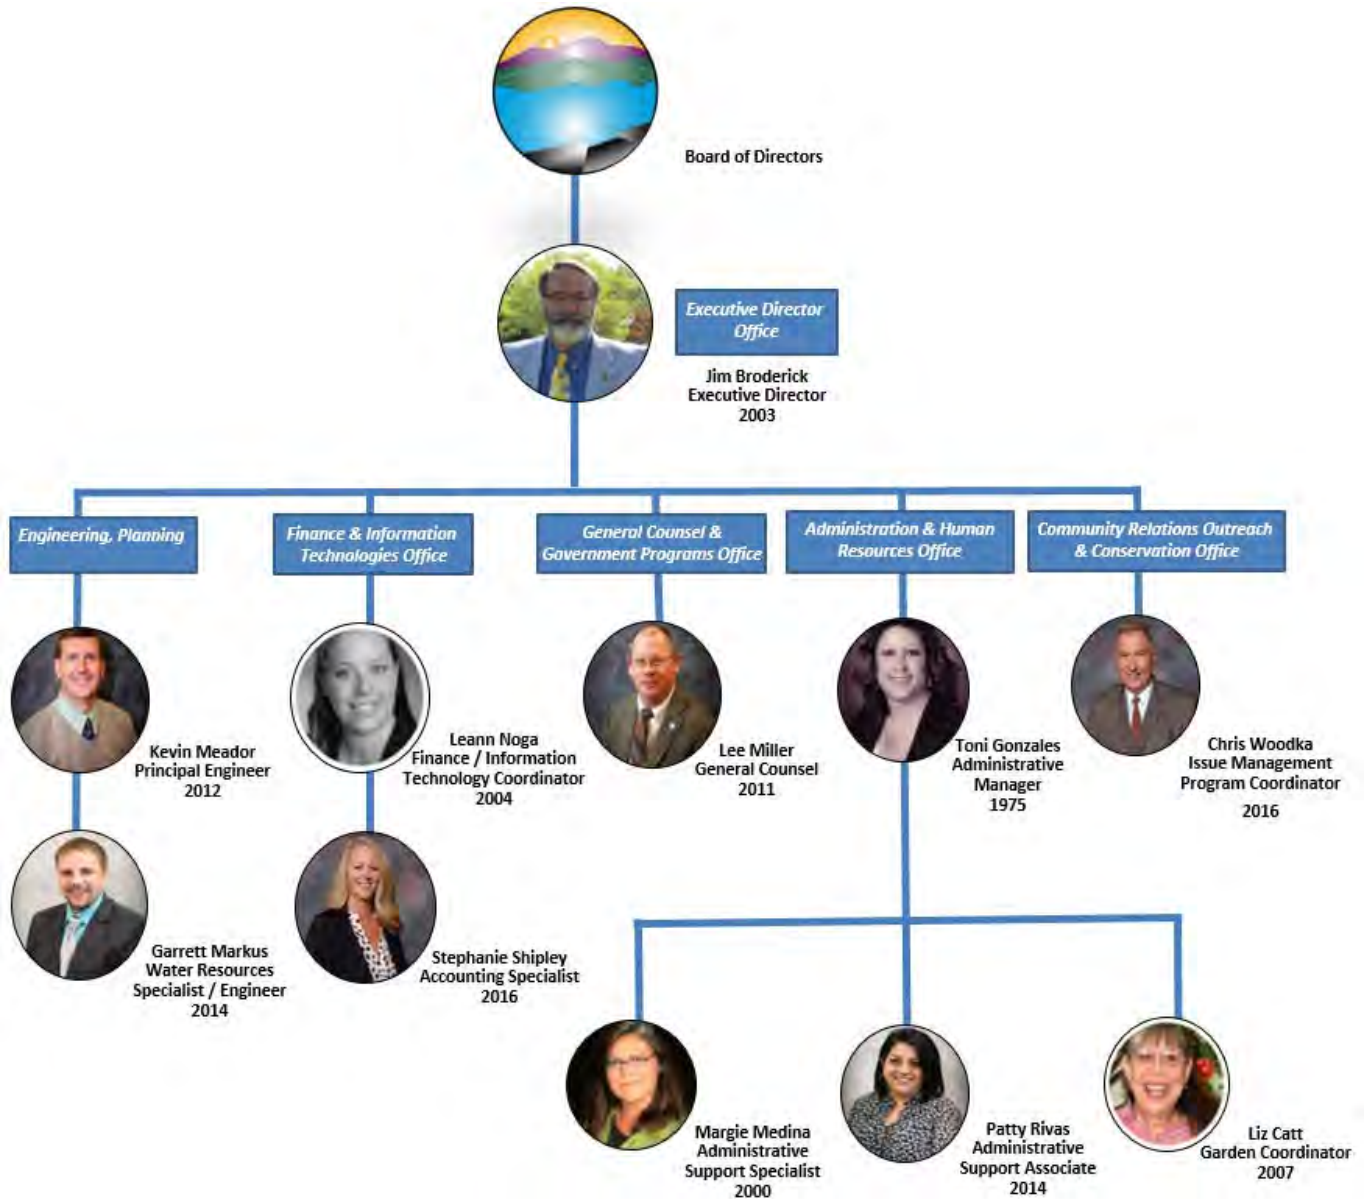 Board of Directors
Executive Director
Office
Jim Broderick
Executive Director
2003
Engineering, Planning
Finance & Information
Technologies Office
General Counsel &
Government Programs Office
Administration & Human
Resources Office
Community Relations Outreach
& Conservation Office
Kevin Meador
Principal Engineer
2012
Leann Noga
Finance / Information
Technology Coordinator
2004
Lee Miller
General Counsel
2011
Toni Gonzales
Administrative
Manager
1975
Chris Woodka
Issue Management
Program Coordinator
2016
Garrett Markus
Water Resources
Specialist / Engineer
2014
Stephanie Shipley
Accounting Specialist
2016
Margie Medina
Administrative
Support Specialist
2000
Patty Rivas
Administrative
Support Associate
2014
Liz Catt
Garden Coordinator
2007